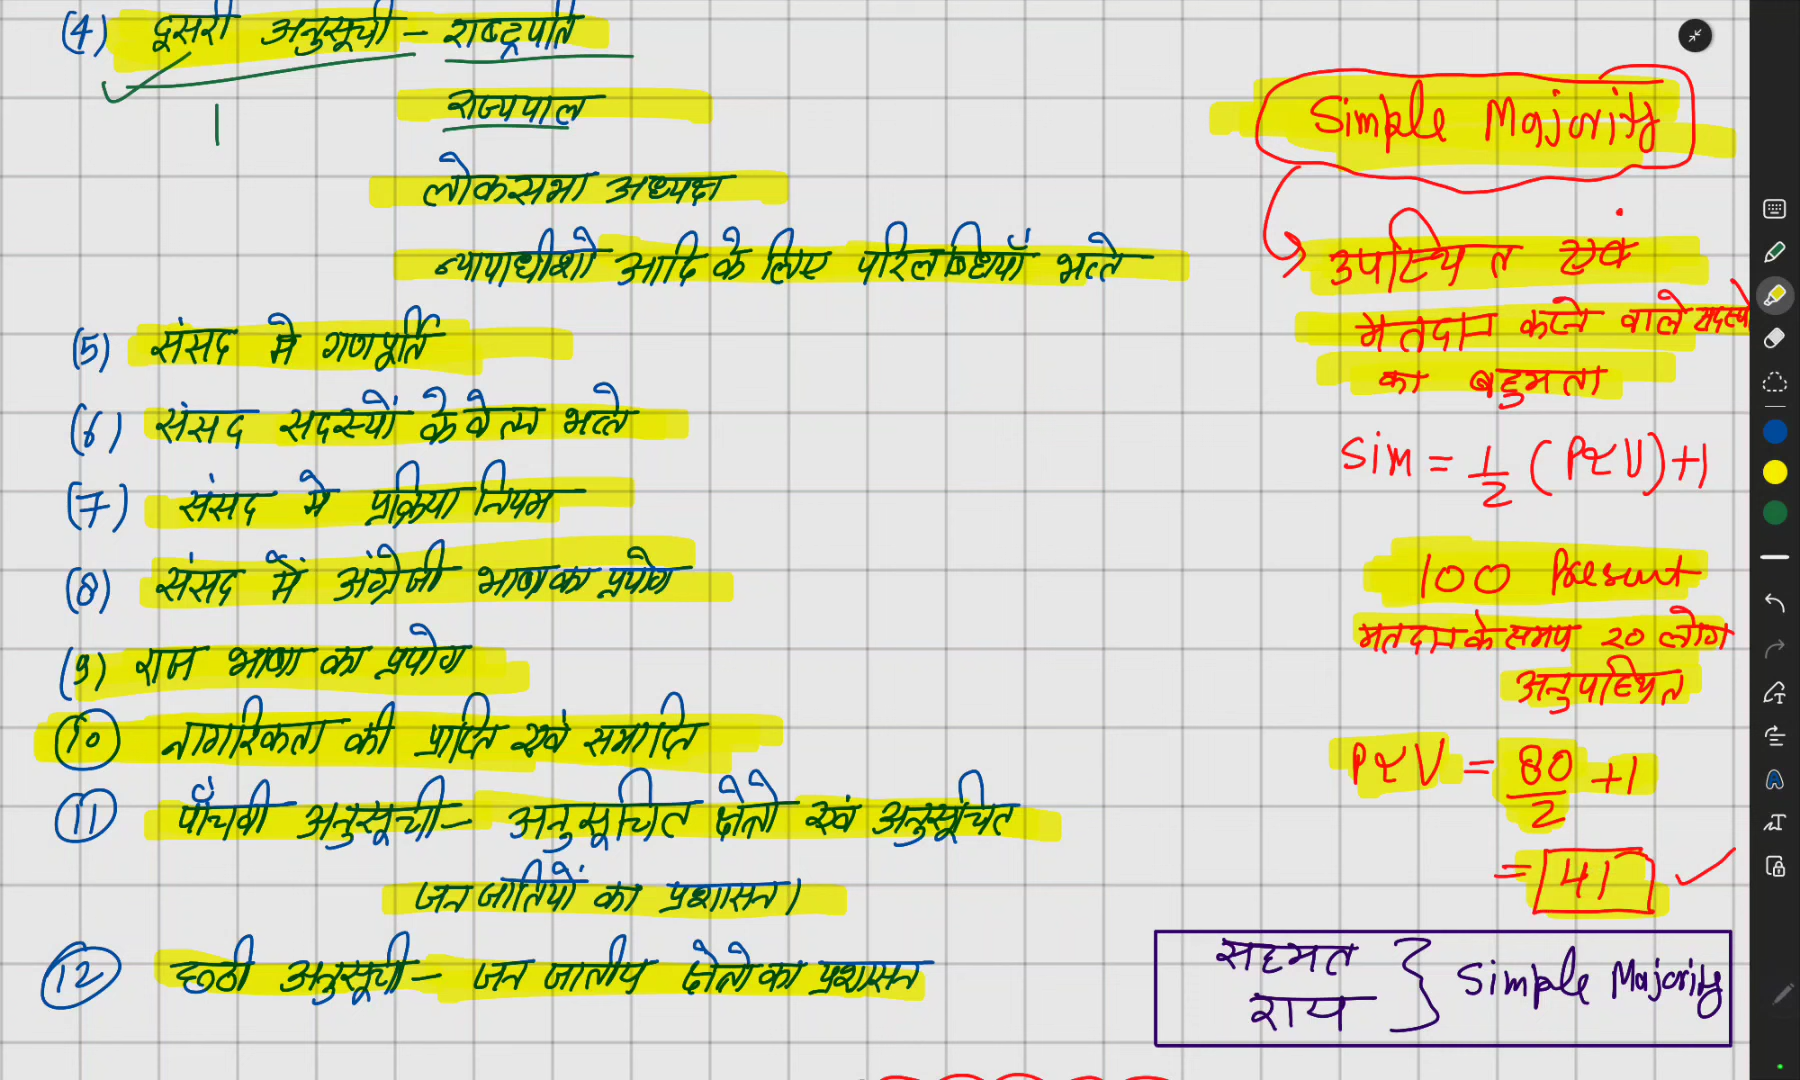 (4) दूसरी अनुसूची – राष्ट्रपति
राज्यपाल
लोकसभा अध्यक्ष
न्यायाधीशो आदि के लिए परिलब्धियाँ भत्ते
(5) संसद मे गणपूर्ति
(6) संसद सदस्यों के वेतन भत्ते
(7) संसद मे प्रक्रिया नियम
(8) संसद में अंग्रेजी भाषा का प्रयोग
(9) राज भाषा का प्रयोग
10 नागरिकता की प्राप्ति एवं समाप्ति
11 पाँचवी अनुसूची – अनुसूचित क्षेत्रो एवं अनुसूचित
जन जातियों का प्रशासन।
12 छठी अनुसूची – जन जातीय क्षेत्रो का प्रशासन
Simple Majority
उपस्थित एवं
मतदान करने वाले सदस्यो
का बहुमत।
Sim = 1/2 (P&V)+1
100 Present
मतदान के समय 20 लोग
अनुपस्थित
P&V = 80/2 +1
= 41
सहमत
राय } Simple Majority